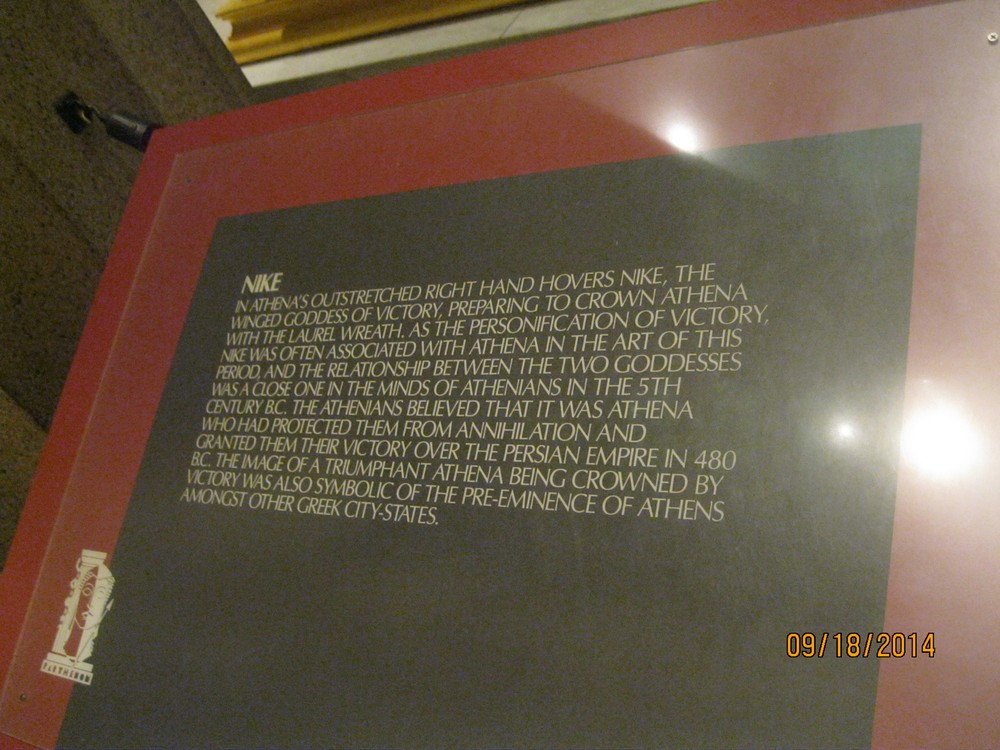 NIKE
IN ATHENA'S OUTSTRETCHED RIGHT HAND HOVERS NIKE, THE
WINGED GODDESS OF VICTORY, PREPARING TO CROWN ATHENA
WITH THE LAUREL WREATH. AS THE PERSONIFICATION OF VICTORY,
NIKE WAS OFTEN ASSOCIATED WITH ATHENA IN THE ART OF THIS
PERIOD, AND THE RELATIONSHIP BETWEEN THE TWO GODDESSES
WAS A CLOSE ONE IN THE MINDS OF ATHENIANS IN THE 5TH
CENTURY B.C. THE ATHENIANS BELIEVED THAT IT WAS ATHENA
WHO HAD PROTECTED THEM FROM ANNIHILATION AND
GRANTED THEM THEIR VICTORY OVER THE PERSIAN EMPIRE IN 480
B.C. THE IMAGE OF A TRIUMPHANT ATHENA BEING CROWNED BY
VICTORY WAS ALSO SYMBOLIC OF THE PRE-EMINENCE OF ATHENS
AMONGST OTHER GREEK CITY-STATES.
PARTHENON
09/18/2014